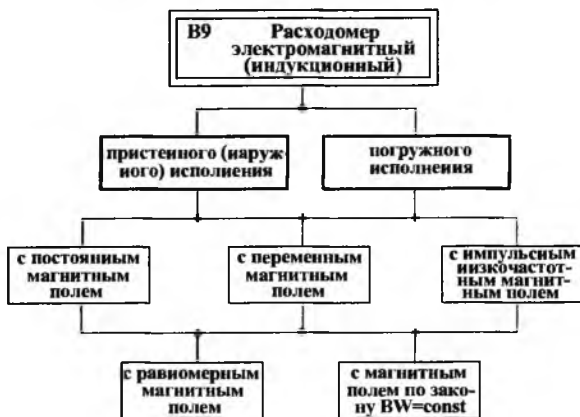 В9 Расходомер
электромагнитный
(индукционный)
пристенного (наруж-
ного) исполнения
погружного
исполнения
с постоянным
магнитным
полем
с переменным
магнитным
полем
с импульсным
низкочастот-
ным магнит-
ным полем
с равномерным
магнитным
полем
с магнитным
полем по зако-
ну BW=const